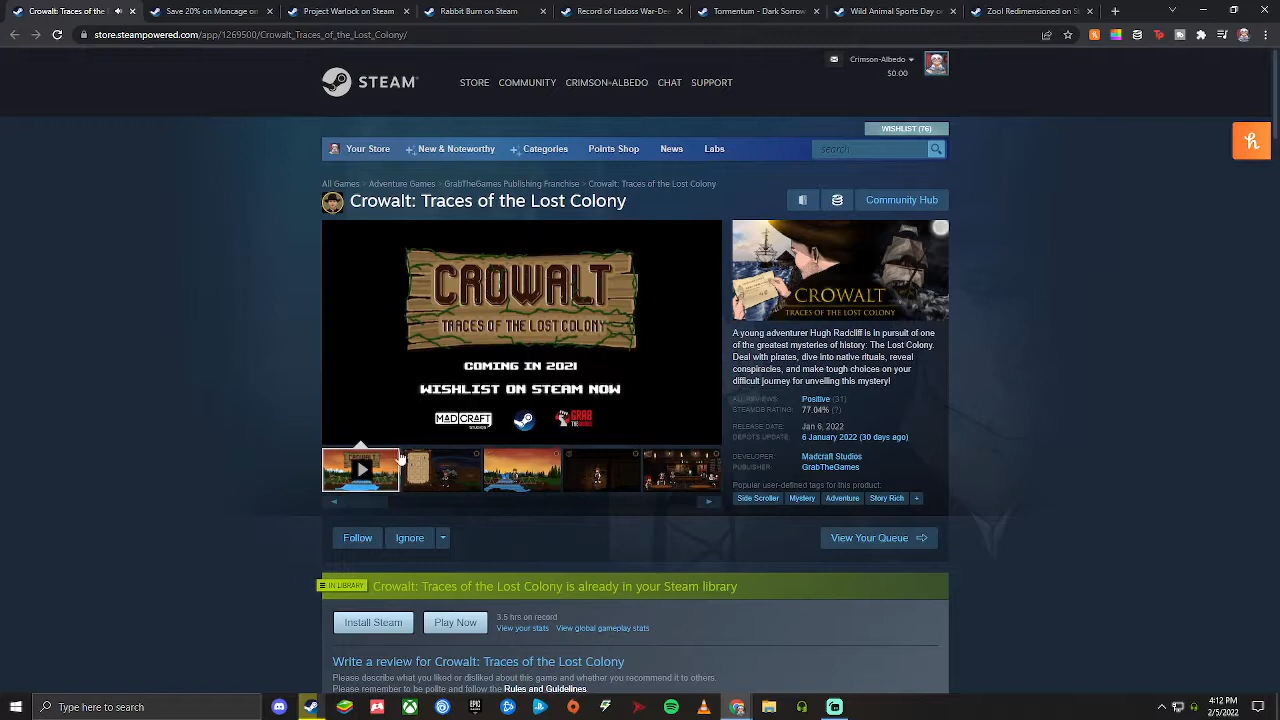 Crowalt: Traces of the Lost
Save 20% on Morbid: The
Project Warlock on Steam
Rabbit Burn on Steam
Record of Lodoss War-Deed
Tormentum - Dark Sorrow
Wild Animal Sports Day
Zool Redimensioned on St
store.steampowered.com/app/1269500/Crowalt_Traces_of_the_Lost_Colony/
STEAM
STORE COMMUNITY CRIMSON-ALBEDO CHAT SUPPORT
Crimson-Albedo
$0.00
WISHLIST (76)
Your Store New & Noteworthy Categories Points Shop News Labs
search
All Games > Adventure Games > GrabTheGames Publishing Franchise > Crowalt: Traces of the Lost Colony
Crowalt: Traces of the Lost Colony
Community Hub
CROWALT
TRACES OF THE LOST COLONY
COMING IN 2021
WISHLIST ON STEAM NOW
MADCRAFT
STUDIOS
GRAB
THE GAMES
CROWALT
TRACES OF THE LOST COLONY
A young adventurer Hugh Radcliff is in pursuit of one
of the greatest mysteries of history: The Lost Colony.
Deal with pirates, dive into native rituals, reveal
conspiracies, and make tough choices on your
difficult journey for unveiling this mystery!
ALL REVIEWS: Positive (31)
STEAMDB RATING: 77.04% (?)
RELEASE DATE: Jan 6, 2022
DEPOTS UPDATE: 6 January 2022 (30 days ago)
DEVELOPER: Madcraft Studios
PUBLISHER: GrabTheGames
Popular user-defined tags for this product:
Side Scroller Mystery Adventure Story Rich +
Follow Ignore
View Your Queue
IN LIBRARY
Crowalt: Traces of the Lost Colony is already in your Steam library
Install Steam Play Now
3.5 hrs on record
View your stats View global gameplay stats
Write a review for Crowalt: Traces of the Lost Colony
Please describe what you liked or disliked about this game and whether you recommend it to others.
Please remember to be polite and follow the Rules and Guidelines.
Type here to search
4:12 PM
2/5/2022